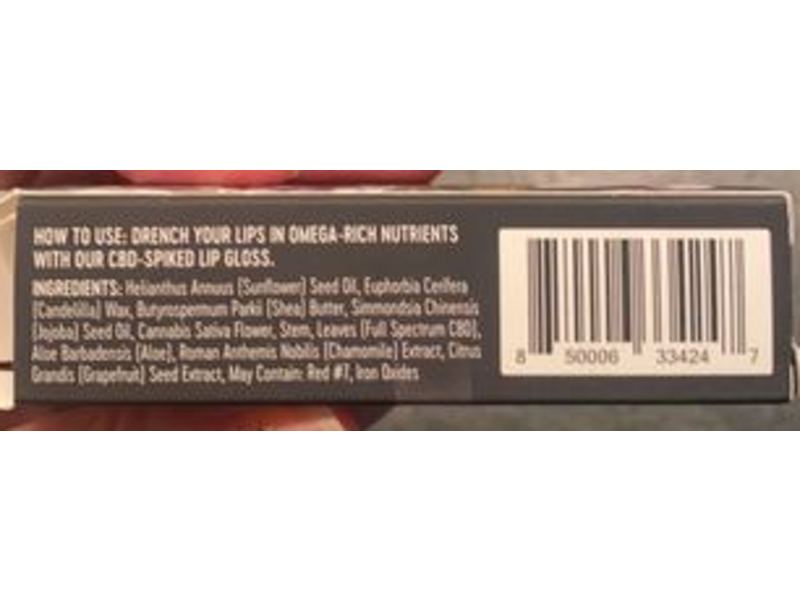 HOW TO USE: DRENCH YOUR LIPS IN OMEGA-RICH NUTRIENTS
WITH OUR CBD-SPIKED LIP GLOSS.
INGREDIENTS: Helianthus Annuus (Sunflower) Seed Oil, Euphorbia Cerifera
(Candelilla) Wax, Butyrospermum Parkii (Shea) Butter, Simmondsia Chinensis
(Jojoba) Seed Oil, Cannabis Sativa Flower, Stem, Leaves (Full Spectrum CBD),
Aloe Barbadensis (Aloe), Roman Anthemis Nobilis (Chamomile) Extract, Citrus
Grandis (Grapefruit) Seed Extract, May Contain: Red #7, Iron Oxides
8 50006 33424 7